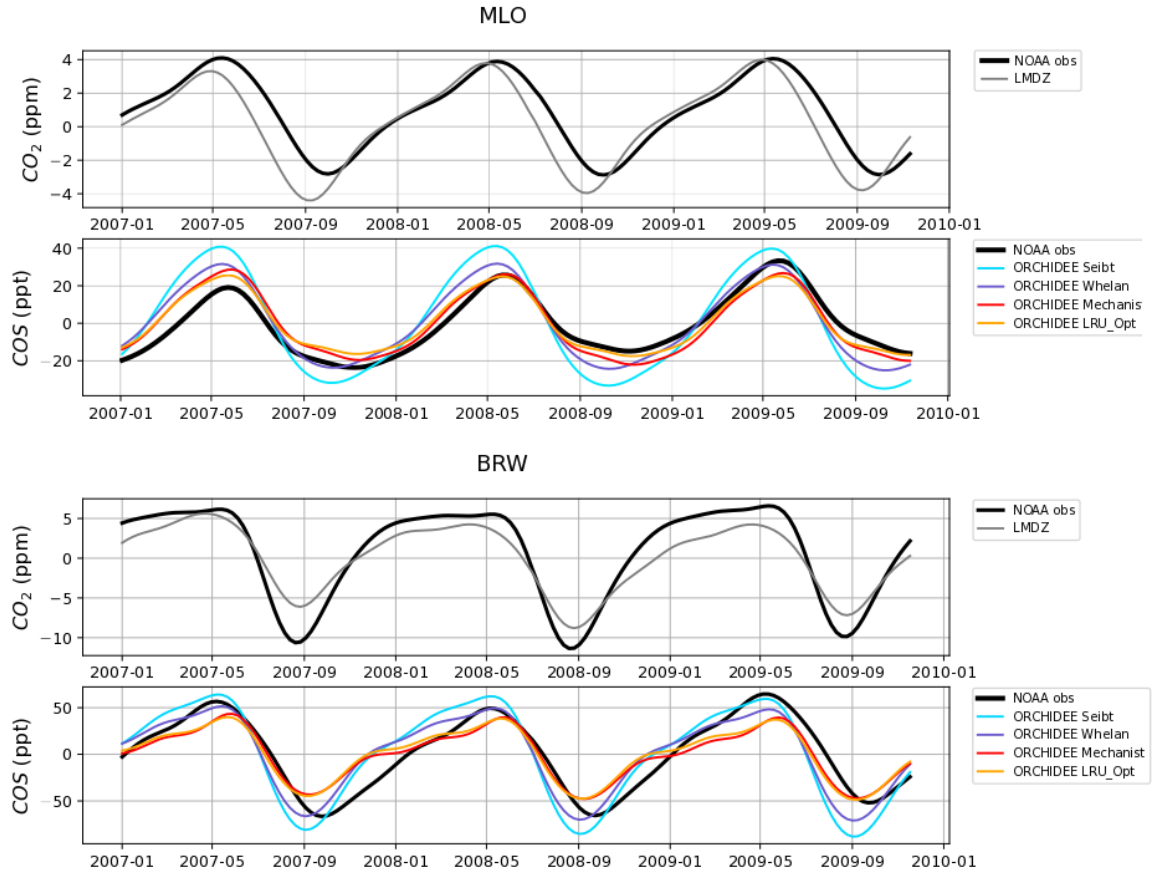 MLO
CO2 (ppm)
4
2
0
−2
−4
2007-01 2007-05 2007-09 2008-01 2008-05 2008-09 2009-01 2009-05 2009-09 2010-01
NOAA obs
LMDZ
COS (ppt)
40
20
0
−20
2007-01 2007-05 2007-09 2008-01 2008-05 2008-09 2009-01 2009-05 2009-09 2010-01
NOAA obs
ORCHIDEE Seibt
ORCHIDEE Whelan
ORCHIDEE Mechanist
ORCHIDEE LRU_Opt
BRW
CO2 (ppm)
5
0
−5
−10
2007-01 2007-05 2007-09 2008-01 2008-05 2008-09 2009-01 2009-05 2009-09 2010-01
NOAA obs
LMDZ
COS (ppt)
50
0
−50
2007-01 2007-05 2007-09 2008-01 2008-05 2008-09 2009-01 2009-05 2009-09 2010-01
NOAA obs
ORCHIDEE Seibt
ORCHIDEE Whelan
ORCHIDEE Mechanist
ORCHIDEE LRU_Opt